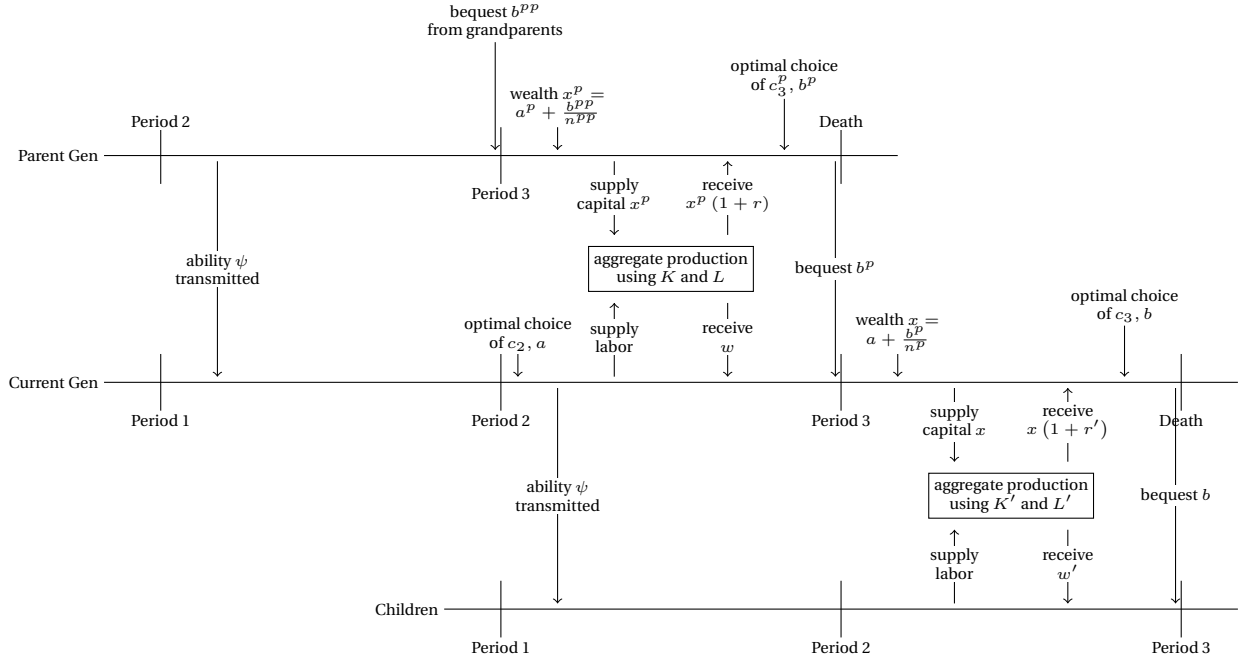 bequest b^{pp}
from grandparents
optimal choice
of c_3^p, b^p
wealth x^p =
a^p + \frac{b^{pp}}{n^{pp}}
Period 2
Death
Parent Gen
Period 3
supply
capital x^p
receive
x^p (1 + r)
ability ψ
transmitted
aggregate production
using K and L
bequest b^p
optimal choice
of c_2, a
supply
labor
receive
w
wealth x =
a + \frac{b^p}{n^p}
optimal choice
of c_3, b
Current Gen
Period 1
Period 2
Period 3
supply
capital x
receive
x (1 + r′)
Death
ability ψ
transmitted
aggregate production
using K′ and L′
bequest b
supply
labor
receive
w′
Children
Period 1
Period 2
Period 3